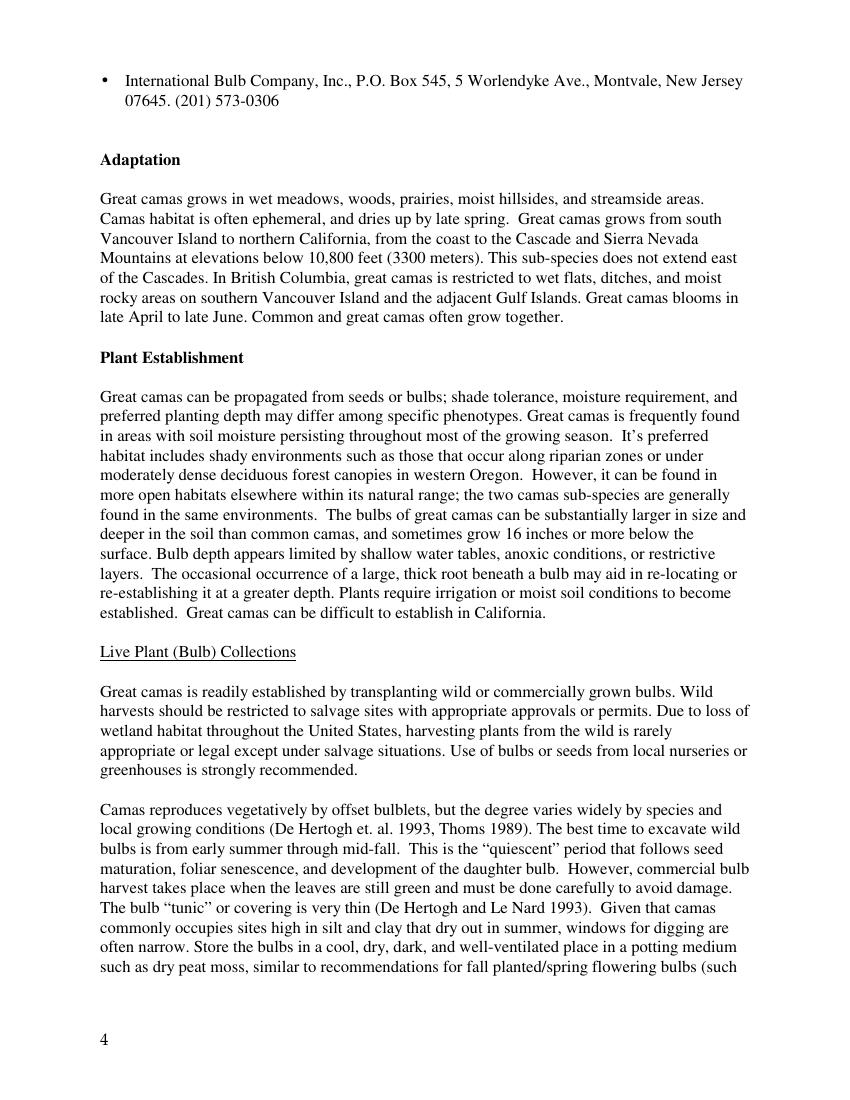 • International Bulb Company, Inc., P.O. Box 545, 5 Worlendyke Ave., Montvale, New Jersey
07645. (201) 573-0306
Adaptation
Great camas grows in wet meadows, woods, prairies, moist hillsides, and streamside areas.
Camas habitat is often ephemeral, and dries up by late spring.  Great camas grows from south
Vancouver Island to northern California, from the coast to the Cascade and Sierra Nevada
Mountains at elevations below 10,800 feet (3300 meters). This sub-species does not extend east
of the Cascades. In British Columbia, great camas is restricted to wet flats, ditches, and moist
rocky areas on southern Vancouver Island and the adjacent Gulf Islands. Great camas blooms in
late April to late June. Common and great camas often grow together.
Plant Establishment
Great camas can be propagated from seeds or bulbs; shade tolerance, moisture requirement, and
preferred planting depth may differ among specific phenotypes. Great camas is frequently found
in areas with soil moisture persisting throughout most of the growing season.  It’s preferred
habitat includes shady environments such as those that occur along riparian zones or under
moderately dense deciduous forest canopies in western Oregon.  However, it can be found in
more open habitats elsewhere within its natural range; the two camas sub-species are generally
found in the same environments.  The bulbs of great camas can be substantially larger in size and
deeper in the soil than common camas, and sometimes grow 16 inches or more below the
surface. Bulb depth appears limited by shallow water tables, anoxic conditions, or restrictive
layers.  The occasional occurrence of a large, thick root beneath a bulb may aid in re-locating or
re-establishing it at a greater depth. Plants require irrigation or moist soil conditions to become
established.  Great camas can be difficult to establish in California.
Live Plant (Bulb) Collections
Great camas is readily established by transplanting wild or commercially grown bulbs. Wild
harvests should be restricted to salvage sites with appropriate approvals or permits. Due to loss of
wetland habitat throughout the United States, harvesting plants from the wild is rarely
appropriate or legal except under salvage situations. Use of bulbs or seeds from local nurseries or
greenhouses is strongly recommended.
Camas reproduces vegetatively by offset bulblets, but the degree varies widely by species and
local growing conditions (De Hertogh et. al. 1993, Thoms 1989). The best time to excavate wild
bulbs is from early summer through mid-fall.  This is the “quiescent” period that follows seed
maturation, foliar senescence, and development of the daughter bulb.  However, commercial bulb
harvest takes place when the leaves are still green and must be done carefully to avoid damage.
The bulb “tunic” or covering is very thin (De Hertogh and Le Nard 1993).  Given that camas
commonly occupies sites high in silt and clay that dry out in summer, windows for digging are
often narrow. Store the bulbs in a cool, dry, dark, and well-ventilated place in a potting medium
such as dry peat moss, similar to recommendations for fall planted/spring flowering bulbs (such
4